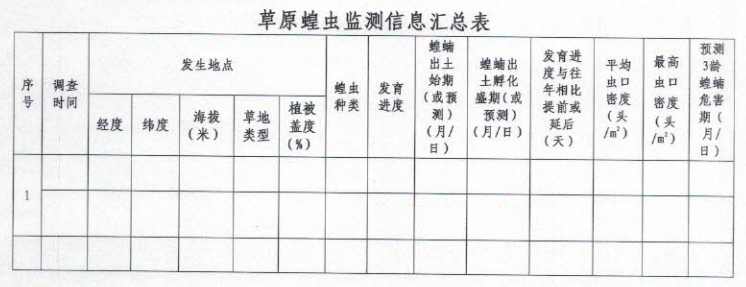 草原蝗虫监测信息汇总表
序
号
调查
时间
发生地点
经度
纬度
海拔
（米）
草地
类型
植被
盖度
（%）
蝗虫
种类
发育
进度
蝗蝻
出土
始期
（或预
测）
（月/
日）
蝗蝻出
土孵化
盛期（或
预测）
（月/日）
发育进
度与往
年相比
提前或
延后
（天）
平均
虫口
密度
（头
/m²）
最高
虫口
密度
（头
/m²）
预测
3龄
蝗蝻
危害
期（
月/
日）
1